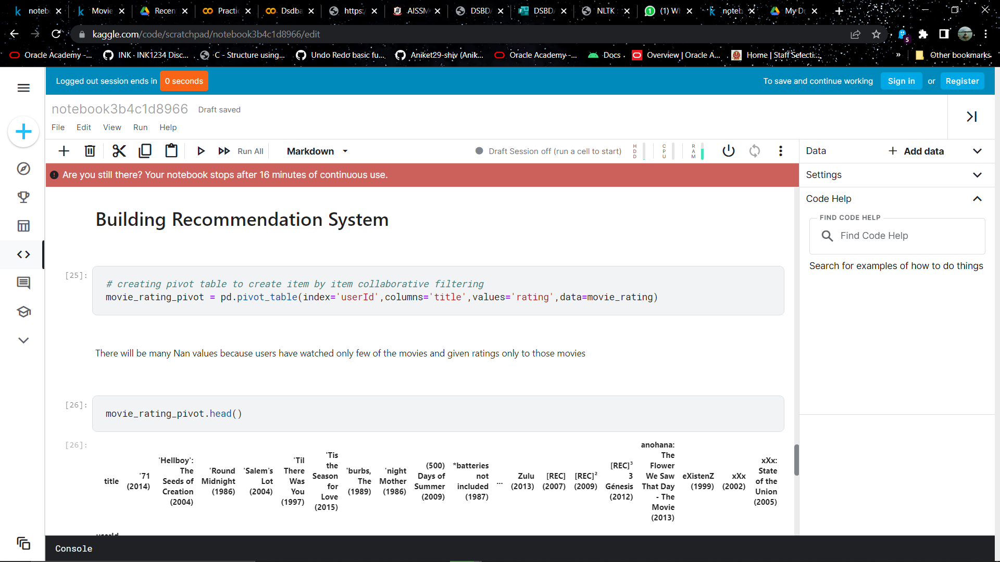 noteb
Movie
Recen
Practic
Dsdba
https:/
AISSM
DSBDA
DSBDA
NLTK
(1) Wh
noteb
My Dr
kaggle.com/code/scratchpad/notebook3b4c1d8966/edit
5
Oracle Academy -...
INK · INK1234 Disc...
C - Structure using...
Undo Redo basic fu...
Aniket29-shiv (Anik...
Oracle Academy -...
Docs
Overview | Oracle A...
Home | Staff Selecti...
»
Other bookmarks
Logged out session ends in 0 seconds
To save and continue working Sign in or Register
notebook3b4c1d8966 Draft saved
File Edit View Run Help
Run All Markdown
Draft Session off (run a cell to start)
HDD
CPU
RAM
Data + Add data
Are you still there? Your notebook stops after 16 minutes of continuous use.
Settings
Code Help
FIND CODE HELP
Find Code Help
Search for examples of how to do things
Building Recommendation System
[25]:
# creating pivot table to create item by item collaborative filtering
movie_rating_pivot = pd.pivot_table(index='userId',columns='title',values='rating',data=movie_rating)
There will be many Nan values because users have watched only few of the movies and given ratings only to those movies
[26]:
movie_rating_pivot.head()
[26]:
title
'71 (2014)
'Hellboy': The Seeds of Creation (2004)
'Round Midnight (1986)
'Salem's Lot (2004)
'Til There Was You (1997)
'Tis the Season for Love (2015)
'burbs, The (1989)
'night Mother (1986)
(500) Days of Summer (2009)
*batteries not included (1987)
...
Zulu (2013)
[REC] (2007)
[REC]² (2009)
[REC]³ 3 Génesis (2012)
anohana: The Flower We Saw That Day - The Movie (2013)
eXistenZ (1999)
xXx (2002)
xXx: State of the Union (2005)
userId
Console